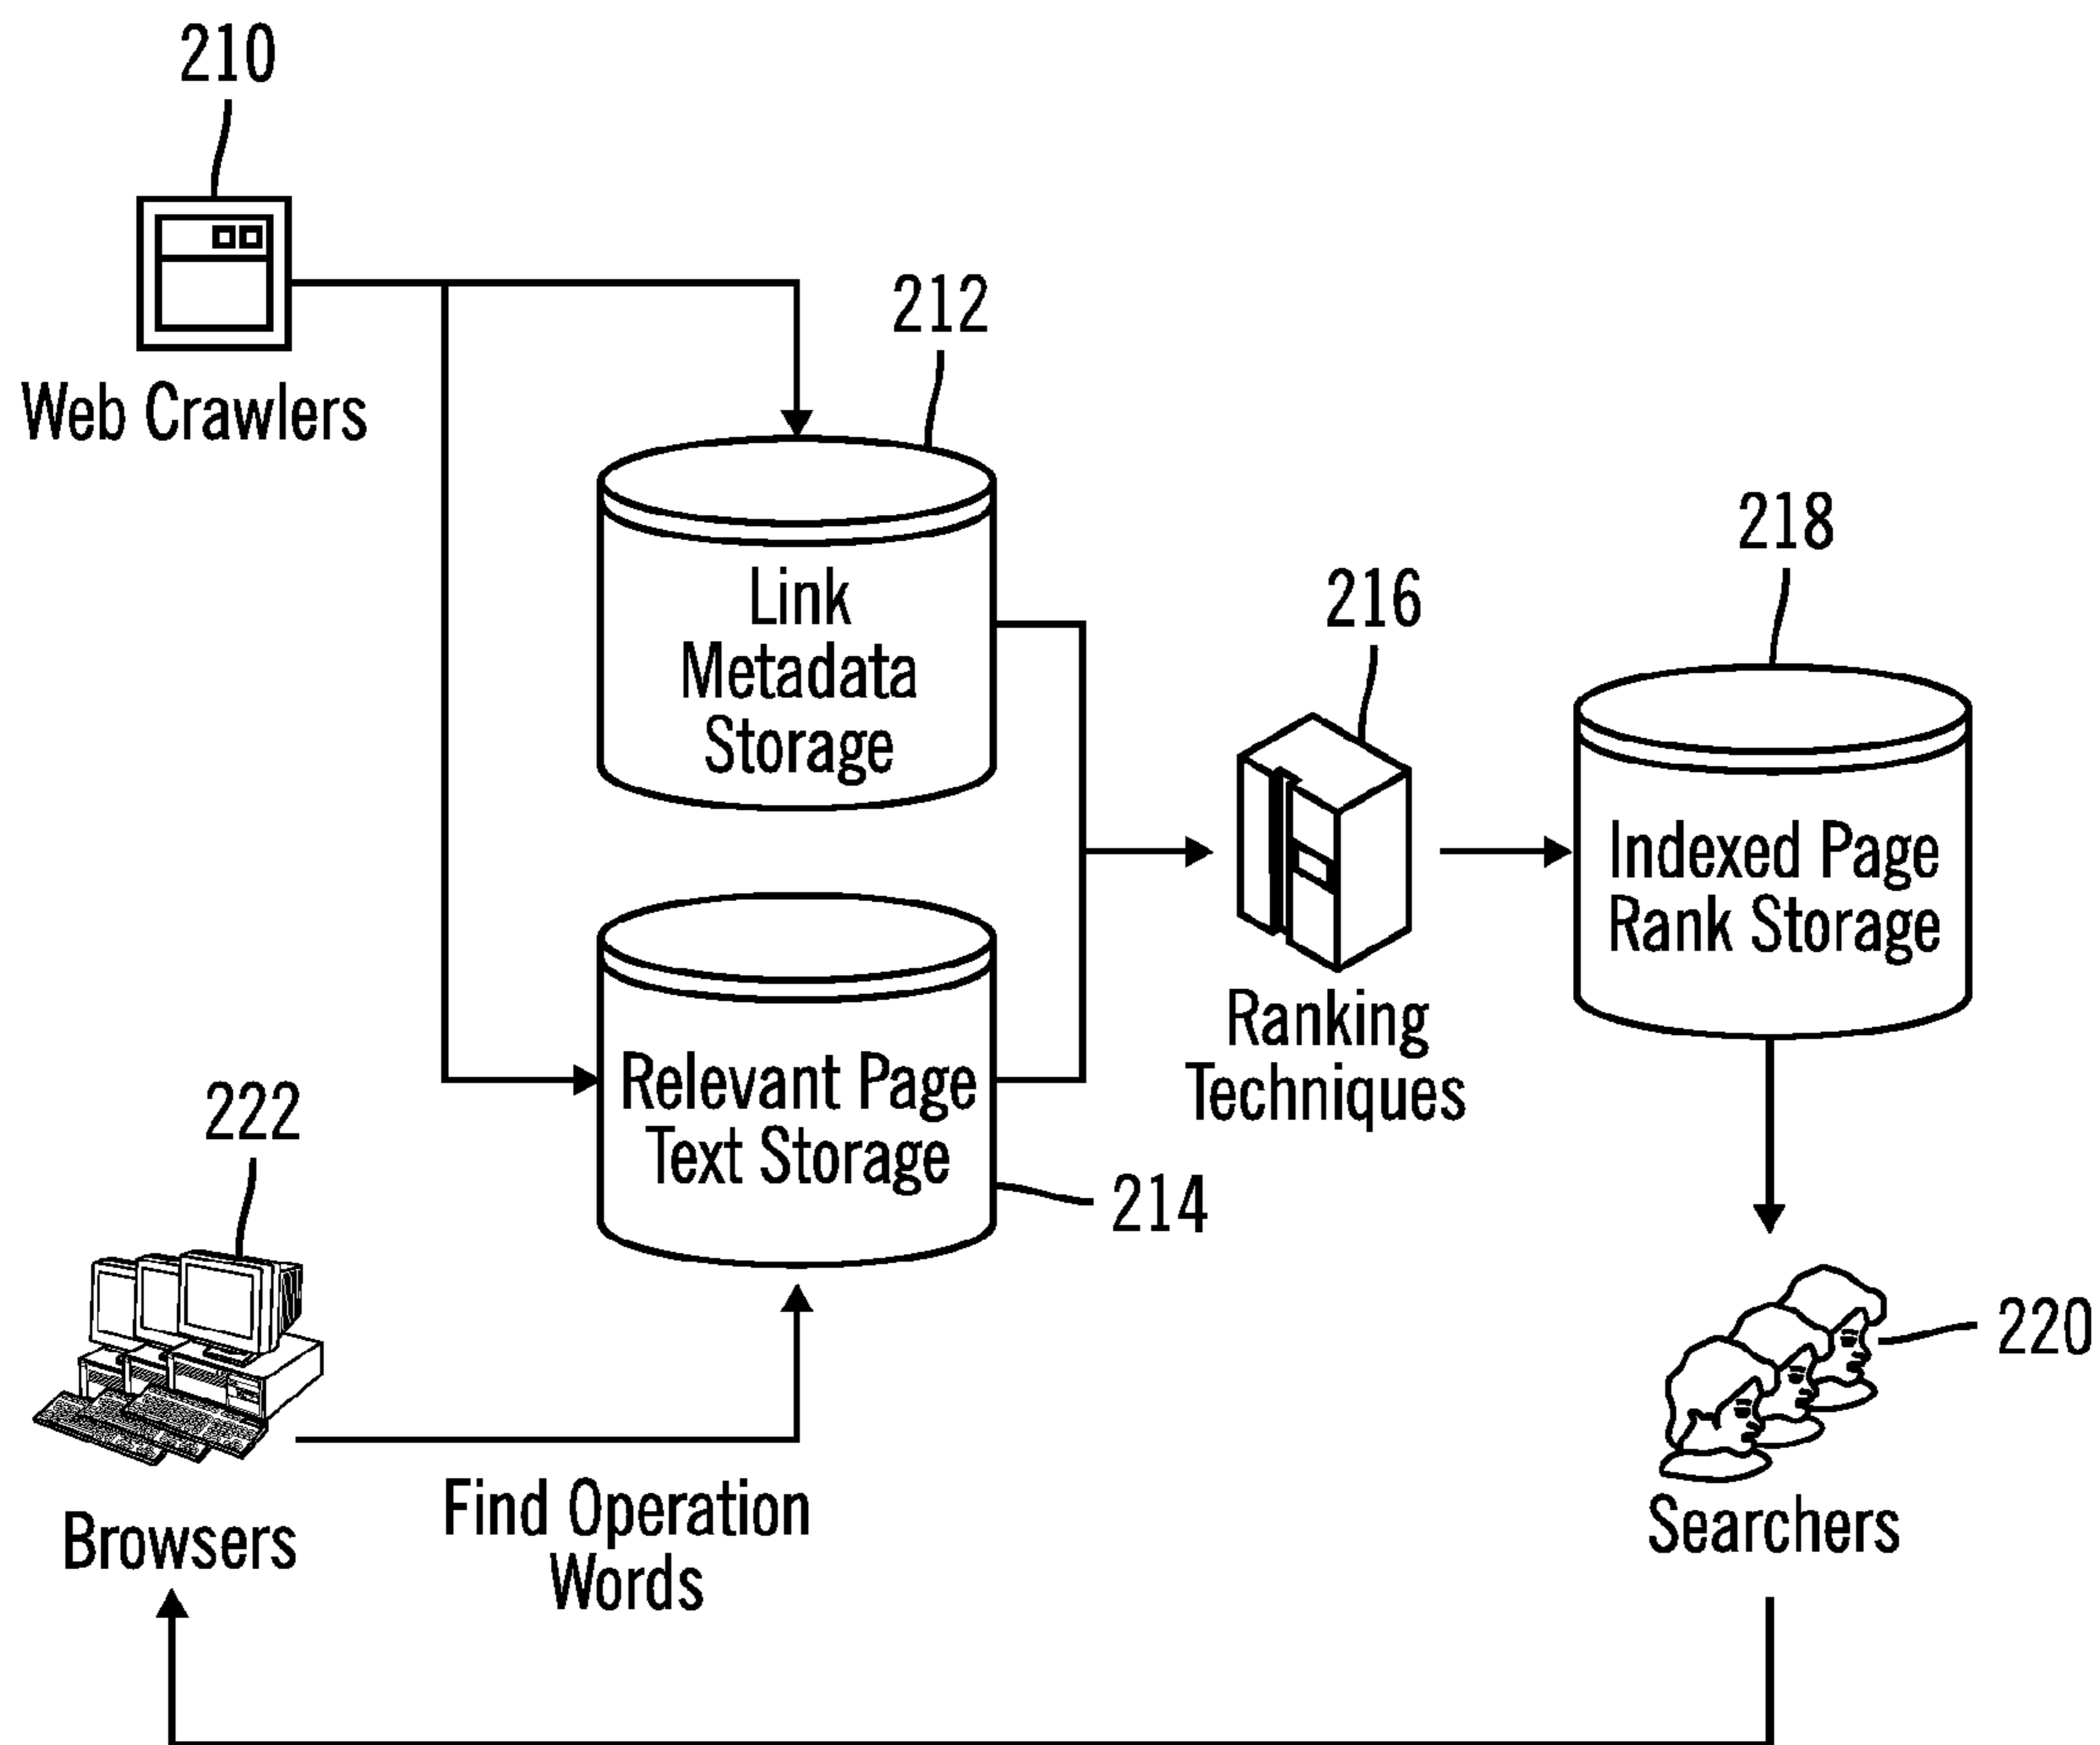 210
Web Crawlers
212
Link
Metadata
Storage
218
216
Indexed Page
Rank Storage
Ranking
Techniques
Relevant Page
Text Storage
214
222
220
Browsers
Find Operation
Words
Searchers